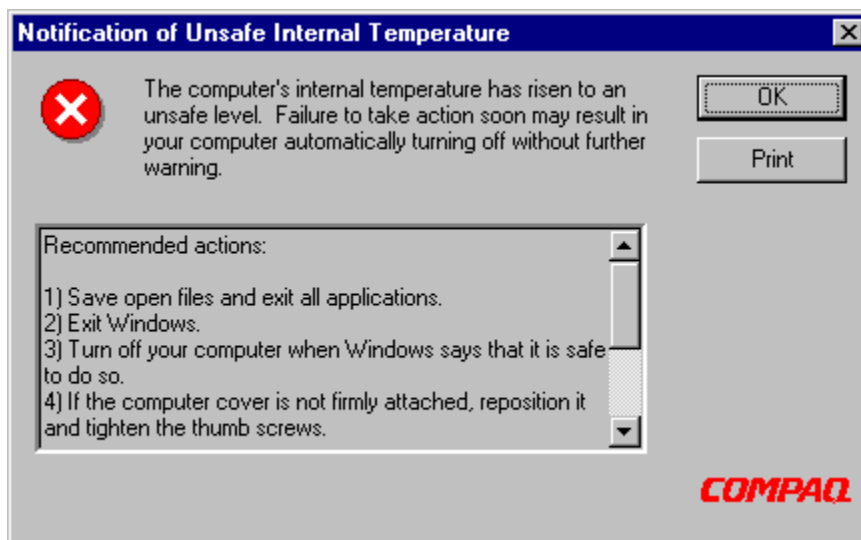 Notification of Unsafe Internal Temperature
The computer's internal temperature has risen to an
unsafe level.  Failure to take action soon may result in
your computer automatically turning off without further
warning.
OK
Print
Recommended actions:
1) Save open files and exit all applications.
2) Exit Windows.
3) Turn off your computer when Windows says that it is safe
to do so.
4) If the computer cover is not firmly attached, reposition it
and tighten the thumb screws.
COMPAQ